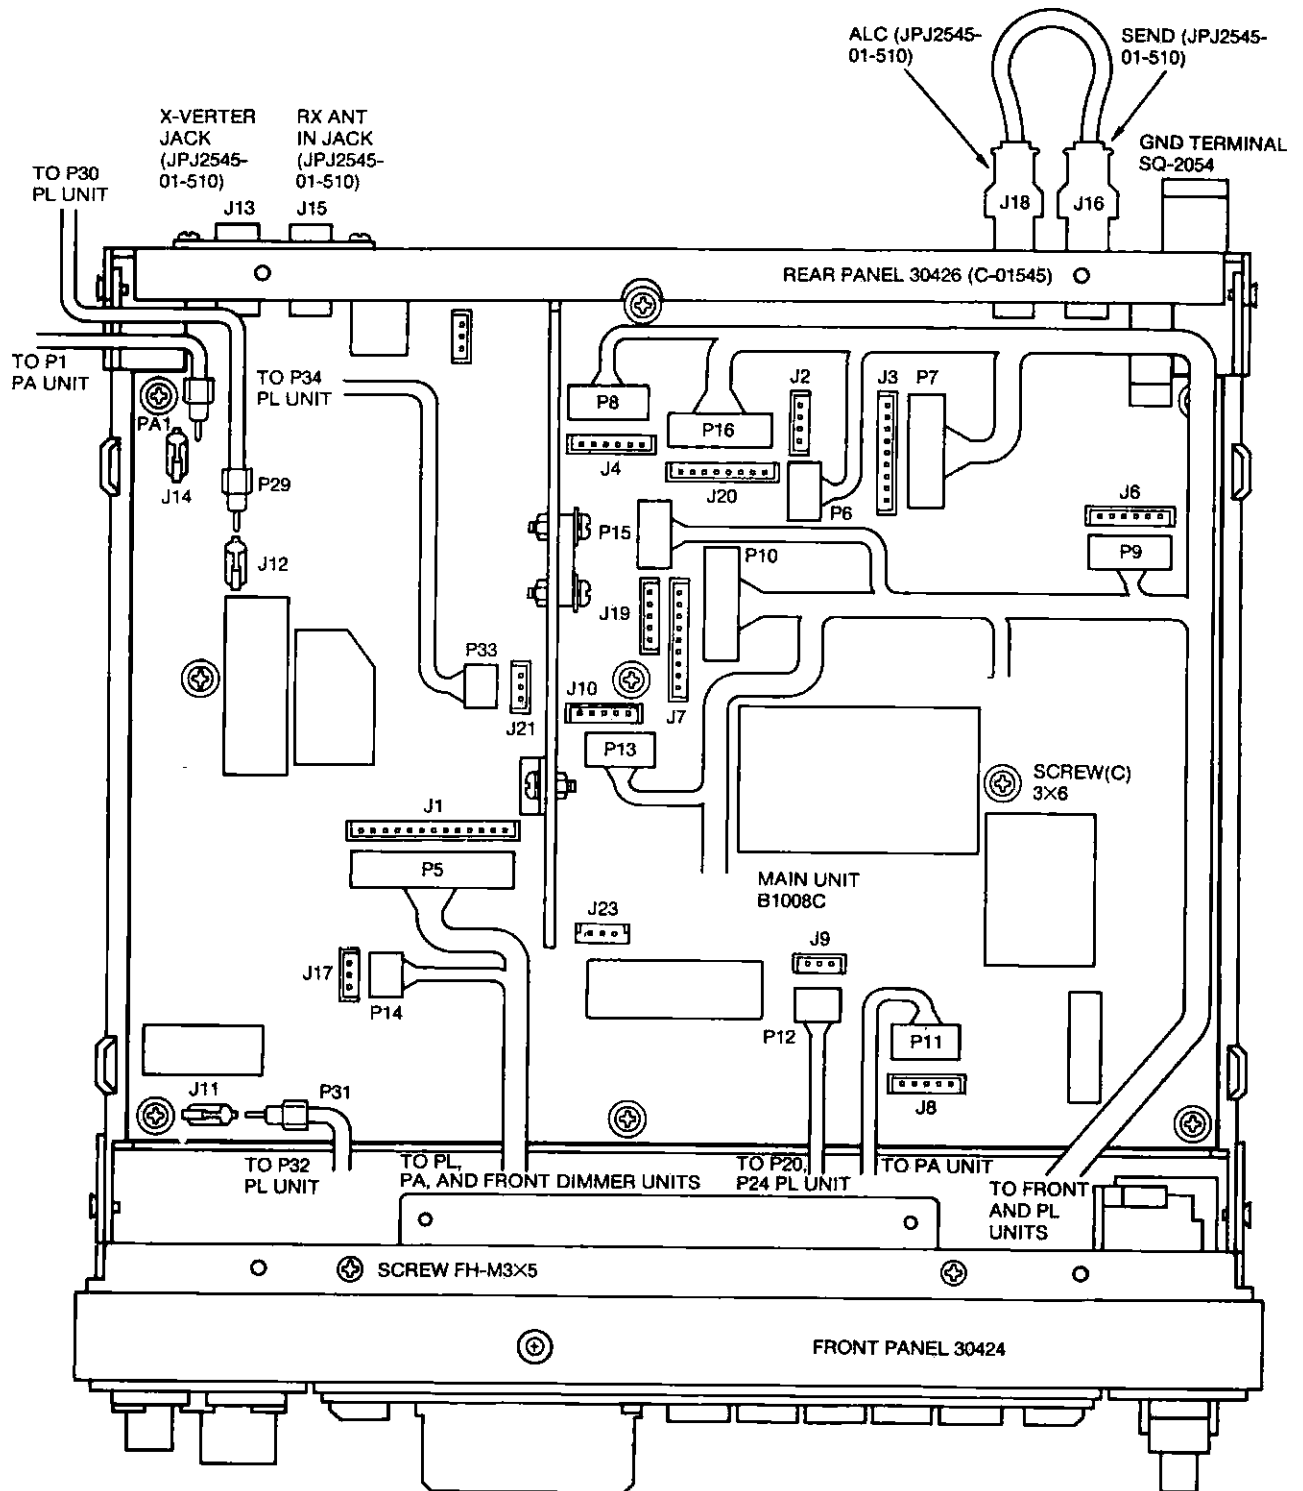 ALC (JPJ2545-
01-510)
SEND (JPJ2545-
01-510)
X-VERTER
JACK
(JPJ2545-
01-510)
RX ANT
IN JACK
(JPJ2545-
01-510)
GND TERMINAL
SQ-2054
TO P30
PL UNIT
J13
J15
J18
J16
REAR PANEL 30426 (C-01545)
TO P1
PA UNIT
TO P34
PL UNIT
PA1
J14
P29
J12
P8
J4
P16
J20
J2
P6
J3
P7
J6
P9
P15
P10
J19
J7
P33
J21
J10
P13
SCREW(C)
3×6
J1
P5
MAIN UNIT
B1008C
J23
J9
J17
P14
P12
P11
J8
J11
P31
TO P32
PL UNIT
TO PL,
PA, AND FRONT DIMMER UNITS
TO P20,
P24 PL UNIT
TO PA UNIT
TO FRONT
AND PL
UNITS
SCREW FH-M3×5
FRONT PANEL 30424